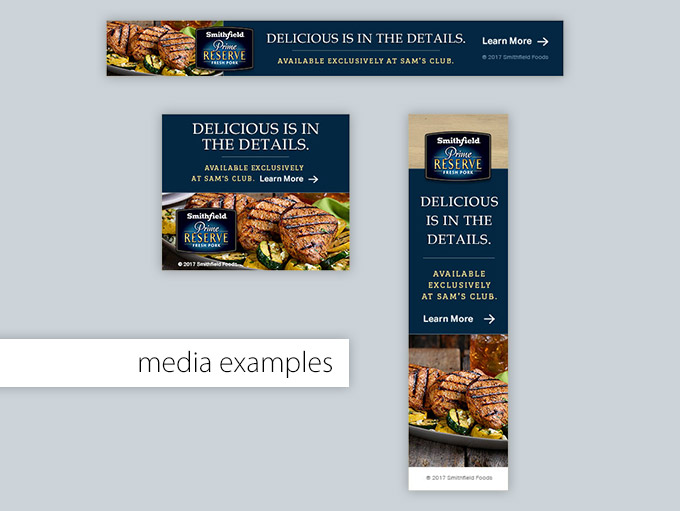 Smithfield
Prime
RESERVE
FRESH PORK
DELICIOUS IS IN THE DETAILS.
AVAILABLE EXCLUSIVELY AT SAM'S CLUB.
Learn More
© 2017 Smithfield Foods
DELICIOUS IS IN
THE DETAILS.
AVAILABLE EXCLUSIVELY
AT SAM'S CLUB. Learn More
Smithfield
Prime
RESERVE
FRESH PORK
© 2017 Smithfield Foods
Smithfield
Prime
RESERVE
FRESH PORK
DELICIOUS
IS IN THE
DETAILS.
AVAILABLE
EXCLUSIVELY
AT SAM'S CLUB.
Learn More
© 2017 Smithfield Foods
media examples